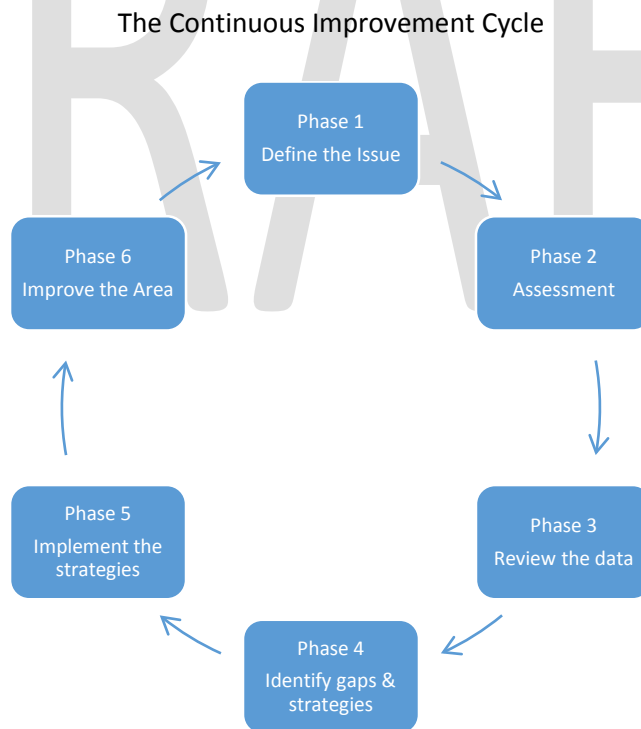 The Continuous Improvement Cycle
Phase 1
Define the Issue
Phase 2
Assessment
Phase 3
Review the data
Phase 4
Identify gaps &
strategies
Phase 5
Implement the
strategies
Phase 6
Improve the Area